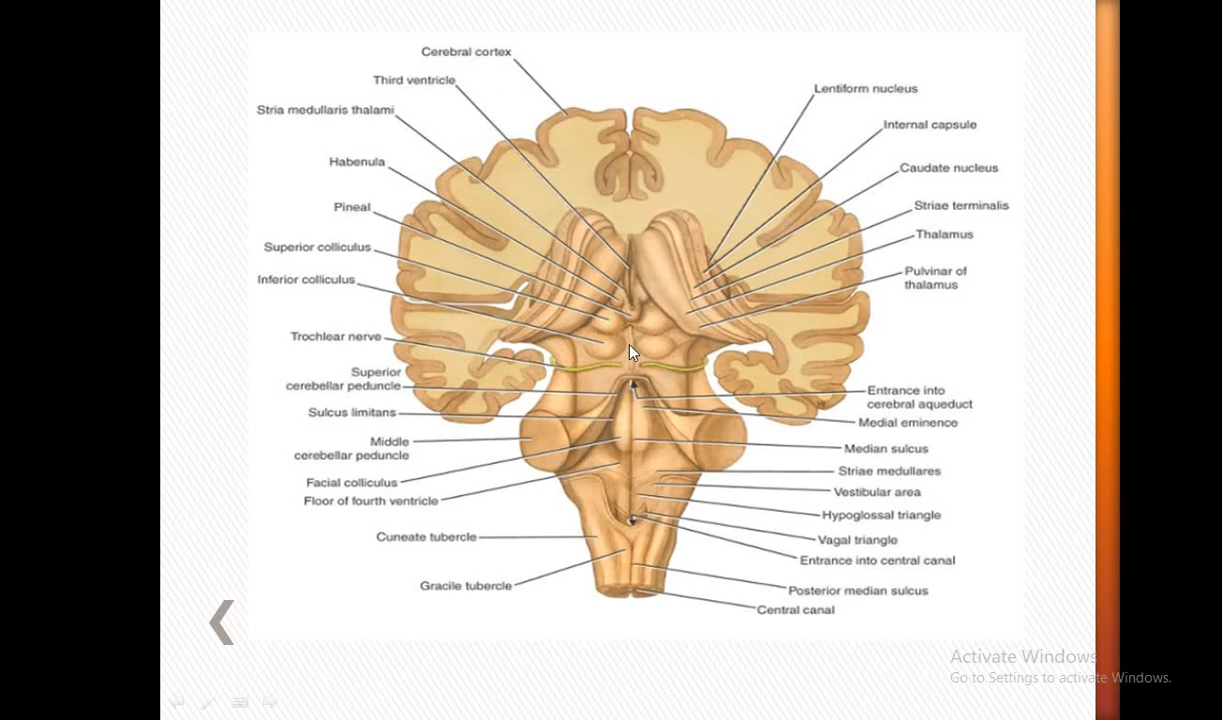 Cerebral cortex
Third ventricle
Stria medullaris thalami
Habenula
Pineal
Superior colliculus
Inferior colliculus
Trochlear nerve
Superior
cerebellar peduncle
Sulcus limitans
Middle
cerebellar peduncle
Facial colliculus
Floor of fourth ventricle
Cuneate tubercle
Gracile tubercle
Lentiform nucleus
Internal capsule
Caudate nucleus
Striae terminalis
Thalamus
Pulvinar of
thalamus
Entrance into
cerebral aqueduct
Medial eminence
Median sulcus
Striae medullares
Vestibular area
Hypoglossal triangle
Vagal triangle
Entrance into central canal
Posterior median sulcus
Central canal
Activate Windows
Go to Settings to activate Windows.